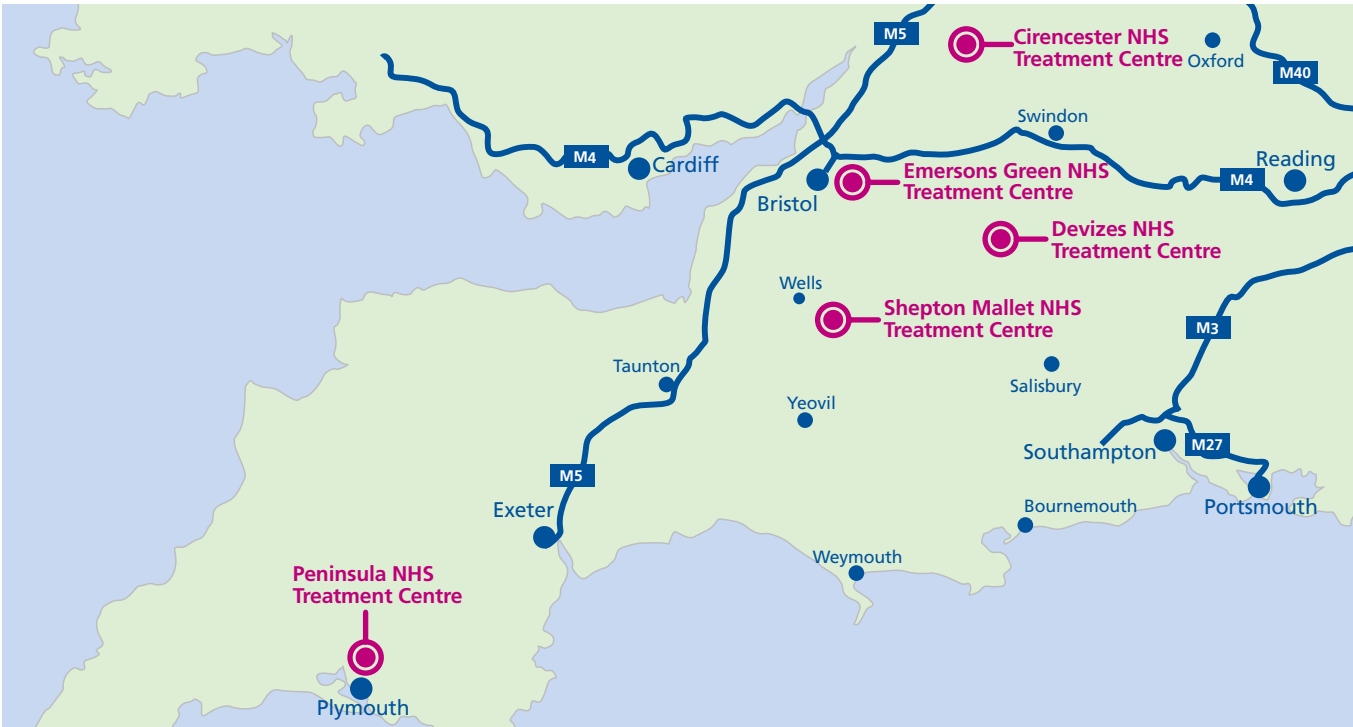 M5
Cirencester NHS
Treatment Centre
Oxford
M40
Swindon
M4
Cardiff
Emersons Green NHS
Treatment Centre
Reading
M4
Bristol
Devizes NHS
Treatment Centre
Wells
Shepton Mallet NHS
Treatment Centre
M3
Taunton
Salisbury
Yeovil
Southampton
M27
M5
Exeter
Bournemouth
Portsmouth
Weymouth
Peninsula NHS
Treatment Centre
Plymouth